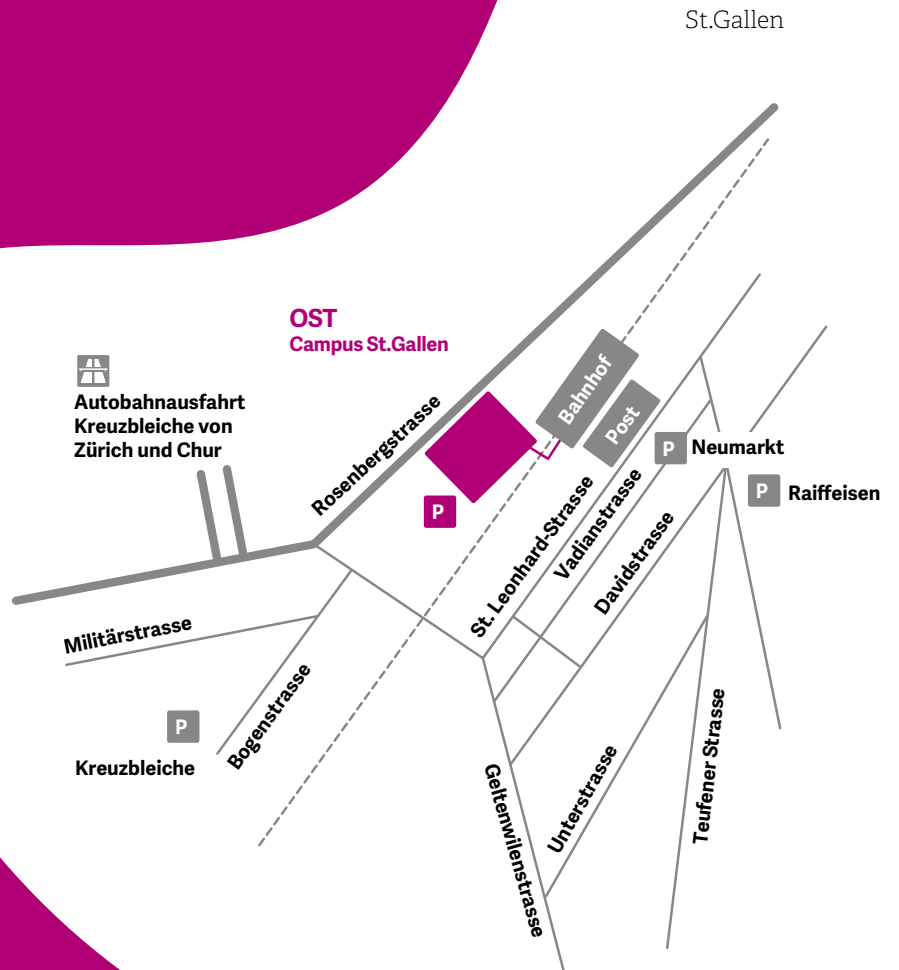 St.Gallen
OST
Campus St.Gallen
Autobahnausfahrt
Kreuzbleiche von
Zürich und Chur
Rosenbergstrasse
Bahnhof
Post
P
Neumarkt
P
Raiffeisen
P
St. Leonhard-Strasse
Vadianstrasse
Davidstrasse
Militärstrasse
Bogenstrasse
P
Kreuzbleiche
Geltenwilenstrasse
Unterstrasse
Teufener Strasse